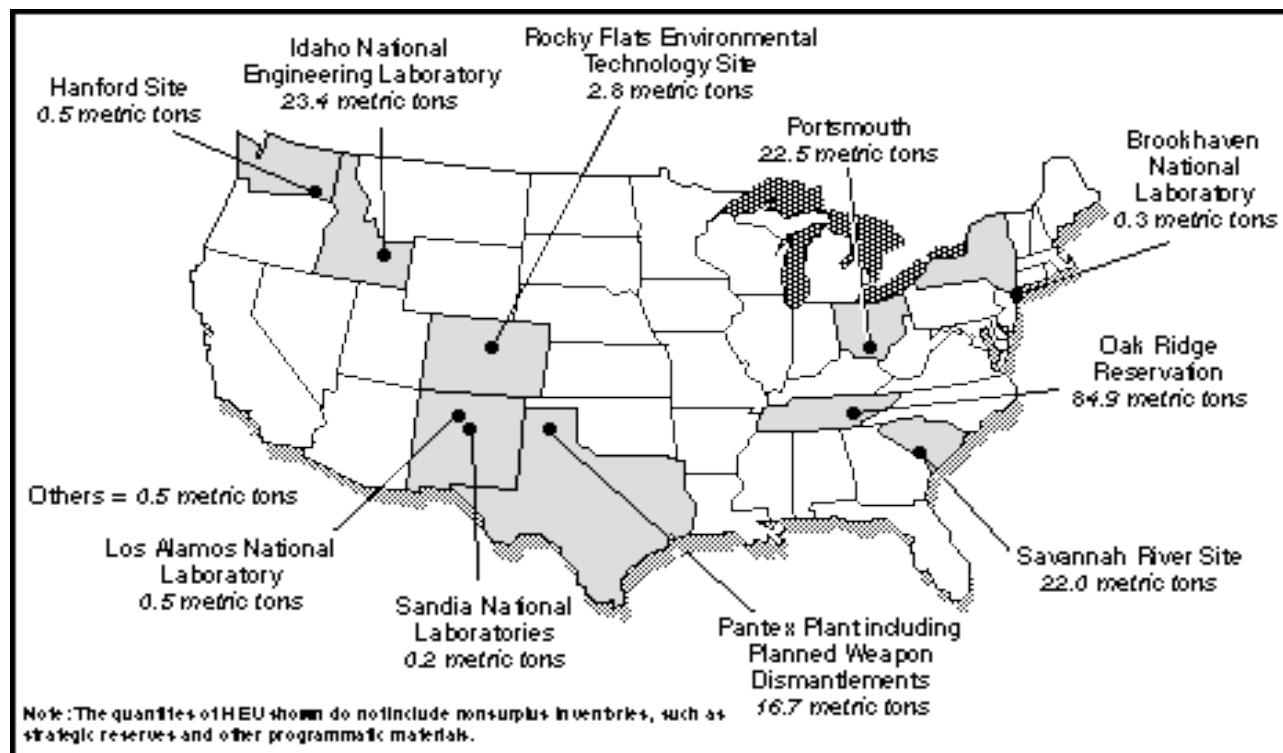 Rocky Flats Environmental
Technology Site
2.8 metric tons
Idaho National
Engineering Laboratory
23.4 metric tons
Hanford Site
0.5 metric tons
Portsmouth
22.5 metric tons
Brookhaven
National
Laboratory
0.3 metric tons
Oak Ridge
Reservation
84.9 metric tons
Others = 0.5 metric tons
Los Alamos National
Laboratory
0.5 metric tons
Sandia National
Laboratories
0.2 metric tons
Pantex Plant including
Planned Weapon
Dismantlements
16.7 metric tons
Savannah River Site
22.0 metric tons
Note: The quantities of HEU shown do not include nonsurplus inventories, such as
strategic reserves and other programmatic materials.